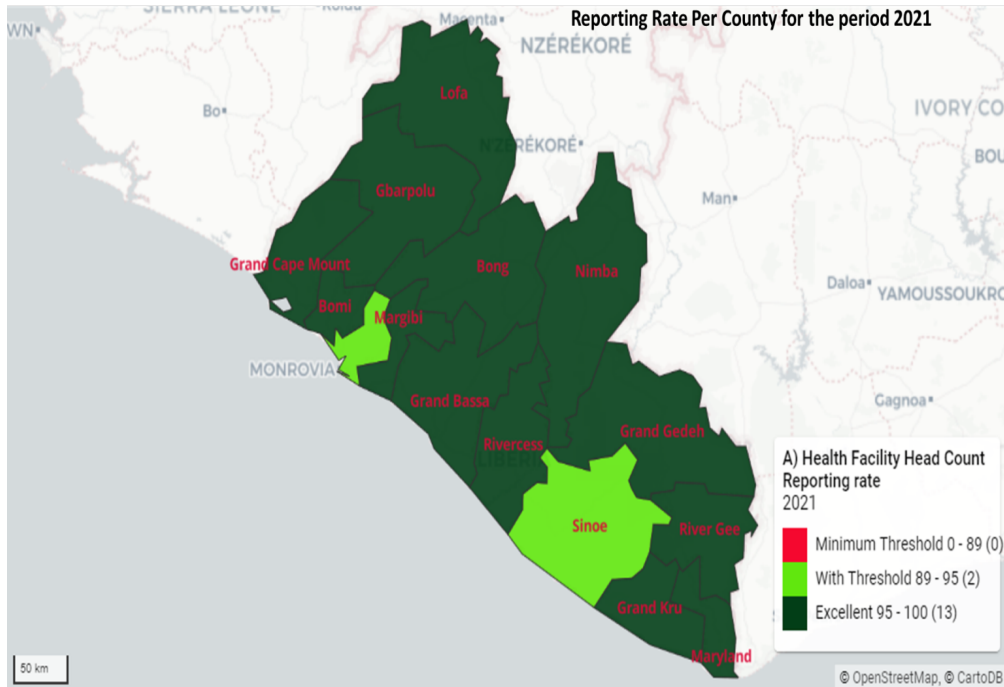 SIERRA LEONE
Macenta
Reporting Rate Per County for the period 2021
WN
NZÉRÉKORÉ
Lofa
Bo
IVORY CO
N'ZÉRÉKORÉ
BOU
Gbarpolu
Man
Grand Cape Mount
Bong
Nimba
Daloa
YAMOUSSOUKRO
Bomi
Margibi
MONROVIA
Grand Bassa
Gagnoa
Rivercess
Grand Gedeh
A) Health Facility Head Count
Reporting rate
2021
Sinoe
River Gee
Minimum Threshold 0 - 89 (0)
With Threshold 89 - 95 (2)
Excellent 95 - 100 (13)
Grand Kru
Maryland
50 km
© OpenStreetMap, © CartoDB